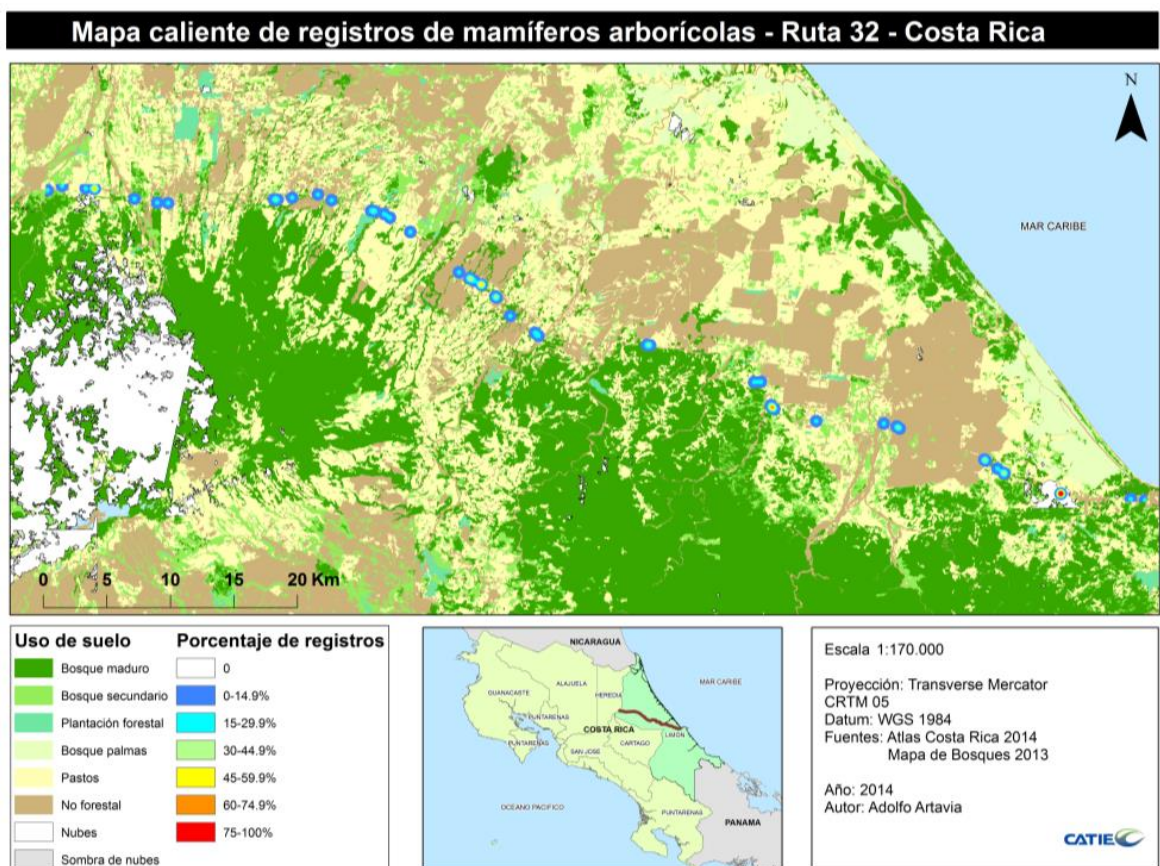 Mapa caliente de registros de mamíferos arborícolas - Ruta 32 - Costa Rica
N
MAR CARIBE
0 5 10 15 20 Km
Uso de suelo
Bosque maduro
Bosque secundario
Plantación forestal
Bosque palmas
Pastos
No forestal
Nubes
Sombra de nubes
Porcentaje de registros
0
0-14.9%
15-29.9%
30-44.9%
45-59.9%
60-74.9%
75-100%
NICARAGUA
MAR CARIBE
ALAJUELA
GUANACASTE
HEREDIA
PUNTARENAS
COSTA RICA
LIMÓN
PUNTARENAS
SAN JOSE
CARTAGO
OCEANO PACIFICO
PUNTARENAS
PANAMA
Escala 1:170.000
Proyección: Transverse Mercator
CRTM 05
Datum: WGS 1984
Fuentes: Atlas Costa Rica 2014
Mapa de Bosques 2013
Año: 2014
Autor: Adolfo Artavia
CATIE